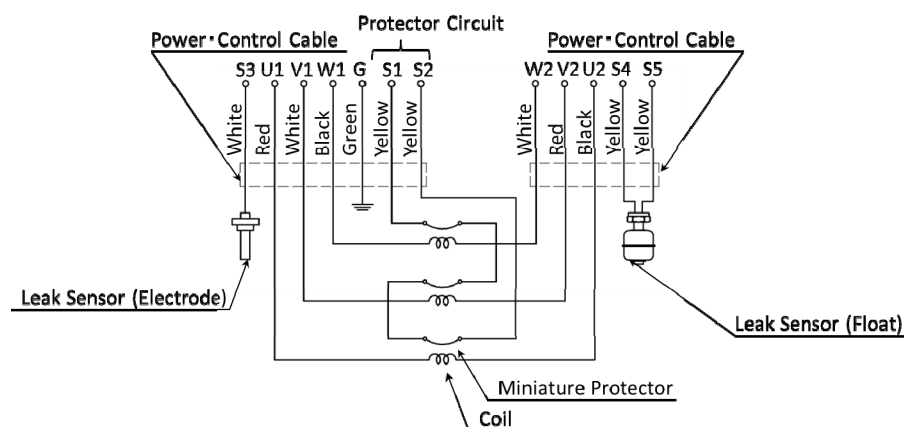 Protector Circuit
Power・Control Cable
Power・Control Cable
S3 U1 V1 W1 G S1 S2
W2 V2 U2 S4 S5
White
Red
White
Black
Green
Yellow
Yellow
White
Red
Black
Yellow
Yellow
Leak Sensor (Electrode)
Leak Sensor (Float)
Miniature Protector
Coil